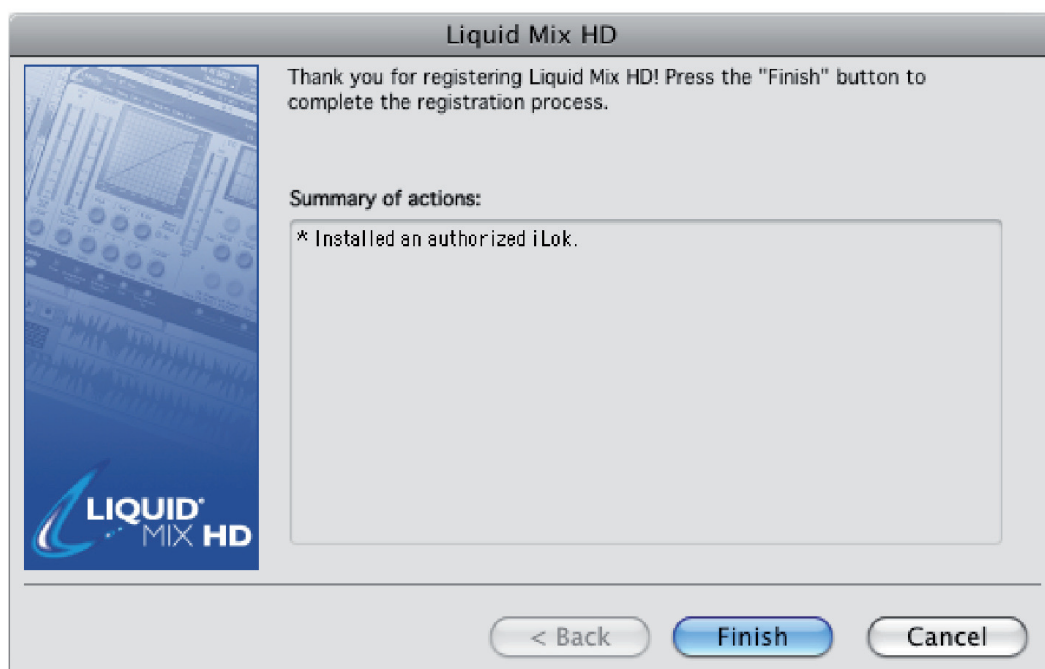 Liquid Mix HD
Thank you for registering Liquid Mix HD! Press the "Finish" button to
complete the registration process.
Summary of actions:
* Installed an authorized iLok.
LIQUID
MIX HD
< Back
Finish
Cancel